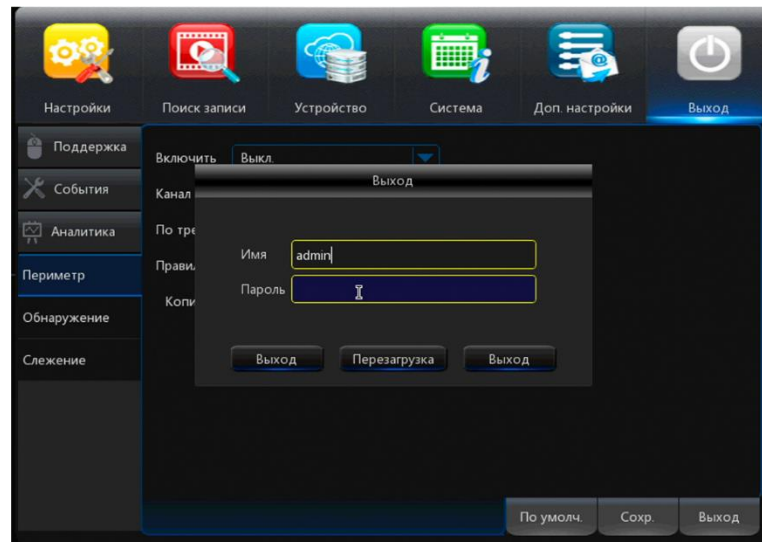 Настройки
Поиск записи
Устройство
Система
Доп. настройки
Выход
Поддержка
События
Аналитика
Периметр
Обнаружение
Слежение
Включить Выкл.
Канал
По тре
Прави
Копи
Выход
Имя admin
Пароль
Выход Перезагрузка Выход
По умолч. Сохр. Выход